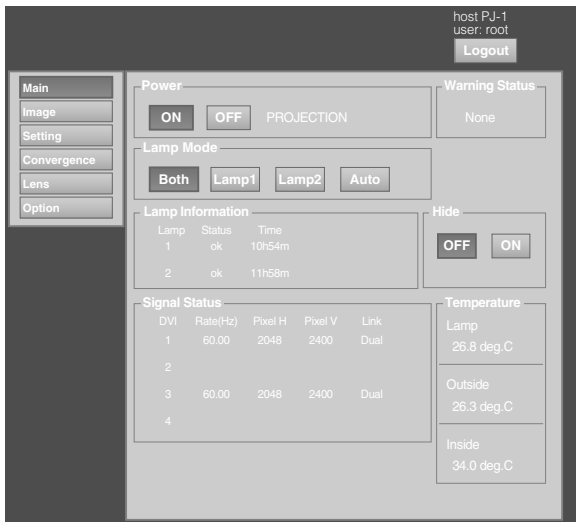 host PJ-1
user: root
Logout
Main
Image
Setting
Convergence
Lens
Option
Power
ON OFF PROJECTION
Warning Status
None
Lamp Mode
Both Lamp1 Lamp2 Auto
Lamp Information
Lamp Status Time
1 ok 10h54m
2 ok 11h58m
Hide
OFF ON
Signal Status
DVI Rate(Hz) Pixel H Pixel V Link
1 60.00 2048 2400 Dual
2
3 60.00 2048 2400 Dual
4
Temperature
Lamp
26.8 deg.C
Outside
26.3 deg.C
Inside
34.0 deg.C